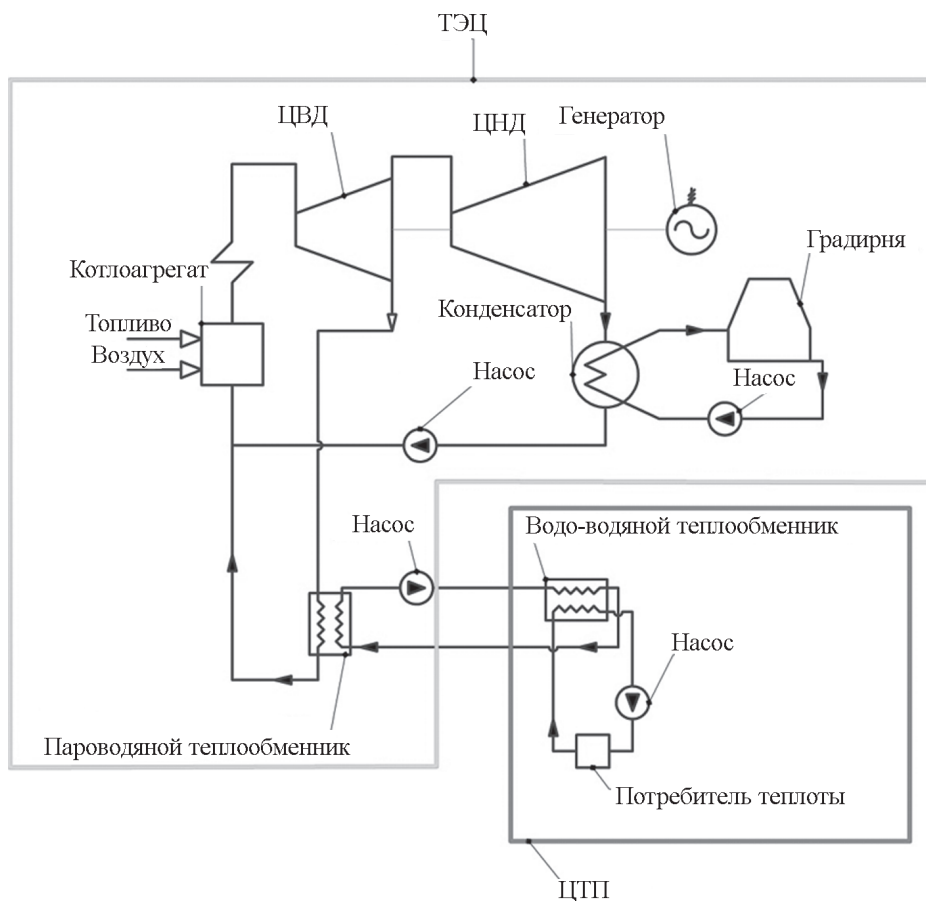 ТЭЦ
ЦВД
ЦНД
Генератор
Градирня
Котлоагрегат
Конденсатор
Топливо
Воздух
Насос
Насос
Насос
Водо-водяной теплообменник
Насос
Пароводяной теплообменник
Потребитель теплоты
ЦТП